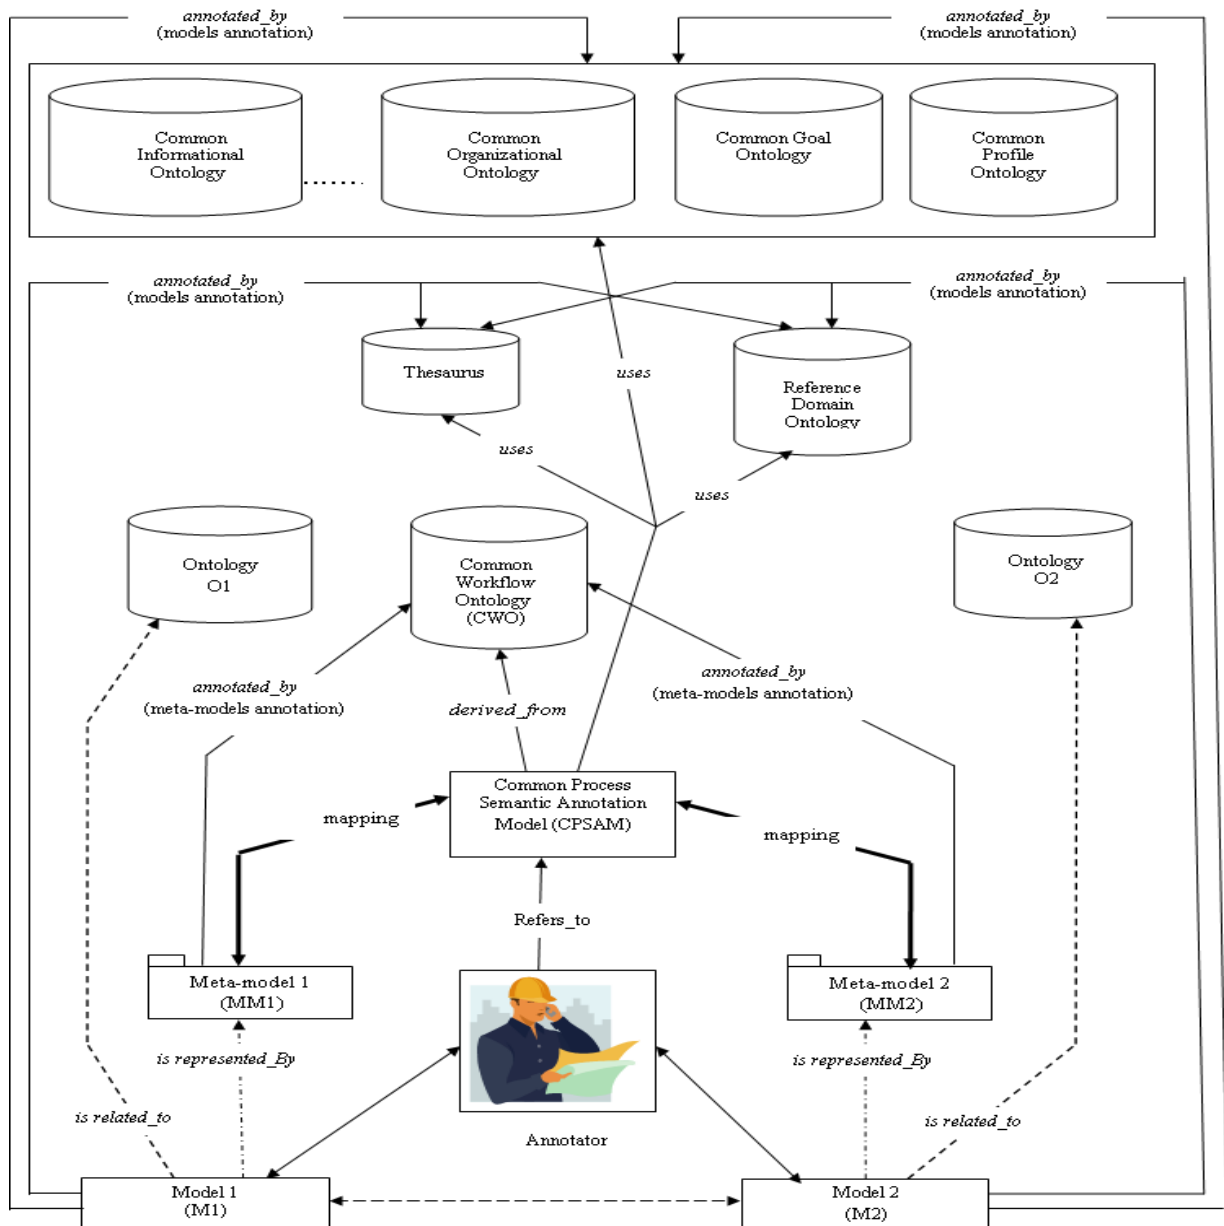 annotated_by
(models annotation)
annotated_by
(models annotation)
Common
Informational
Ontology
Common
Organizational
Ontology
Common Goal
Ontology
Common
Profile
Ontology
annotated_by
(models annotation)
annotated_by
(models annotation)
Thesaurus
uses
Reference
Domain
Ontology
uses
uses
Ontology
O1
Common
Workflow
Ontology
(CWO)
Ontology
O2
annotated_by
(meta-models annotation)
derived_from
annotated_by
(meta-models annotation)
Common Process
Semantic Annotation
Model (CPSAM)
mapping
mapping
Refers_to
Meta-model 1
(MM1)
Meta-model 2
(MM2)
is represented_By
is represented_By
is related_to
Annotator
is related_to
Model 1
(M1)
Model 2
(M2)